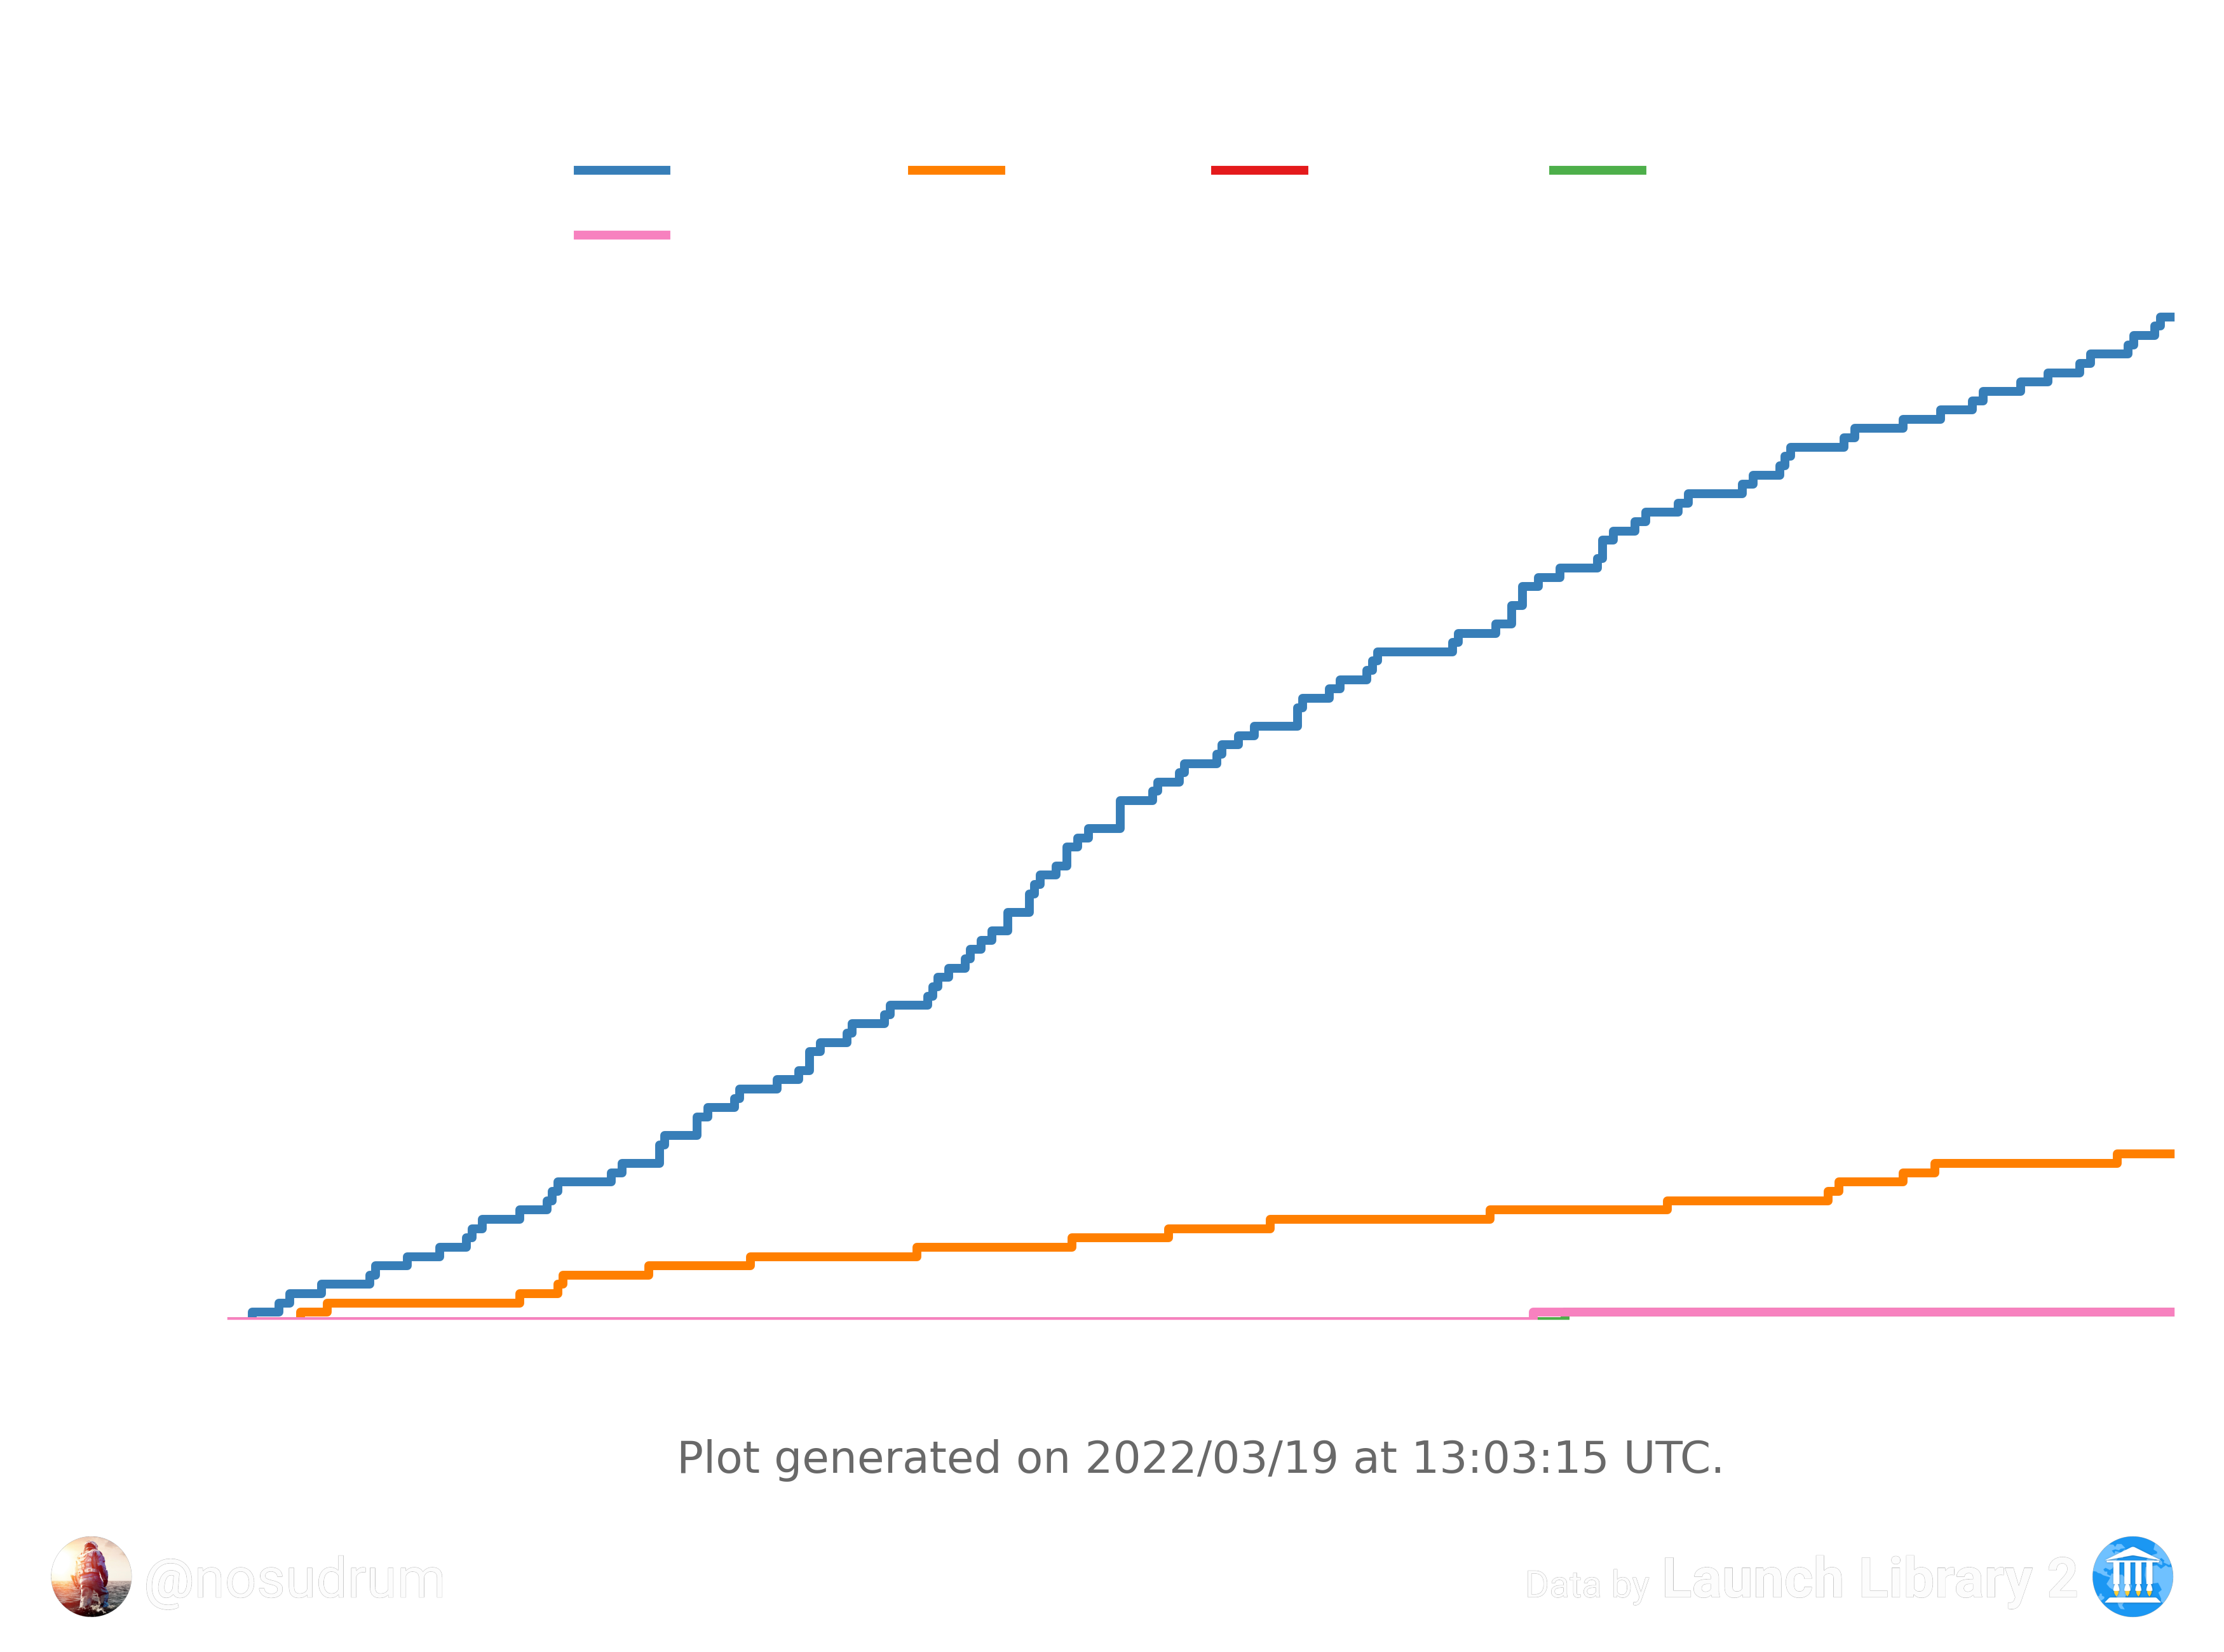 Plot generated on 2022/03/19 at 13:03:15 UTC.
@nosudrum
Data by Launch Library 2